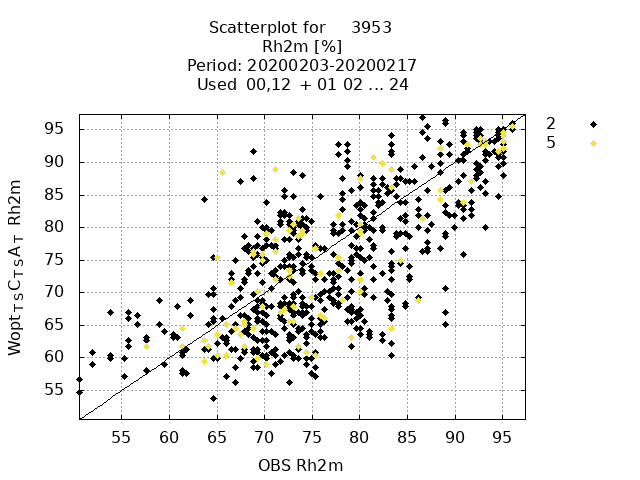 Scatterplot for 3953
Rh2m [%]
Period: 20200203-20200217
Used 00,12 + 01 02 ... 24
2
5
95
90
85
80
75
70
65
60
55
Wopt_TSC_TSA_T Rh2m
55 60 65 70 75 80 85 90 95
OBS Rh2m